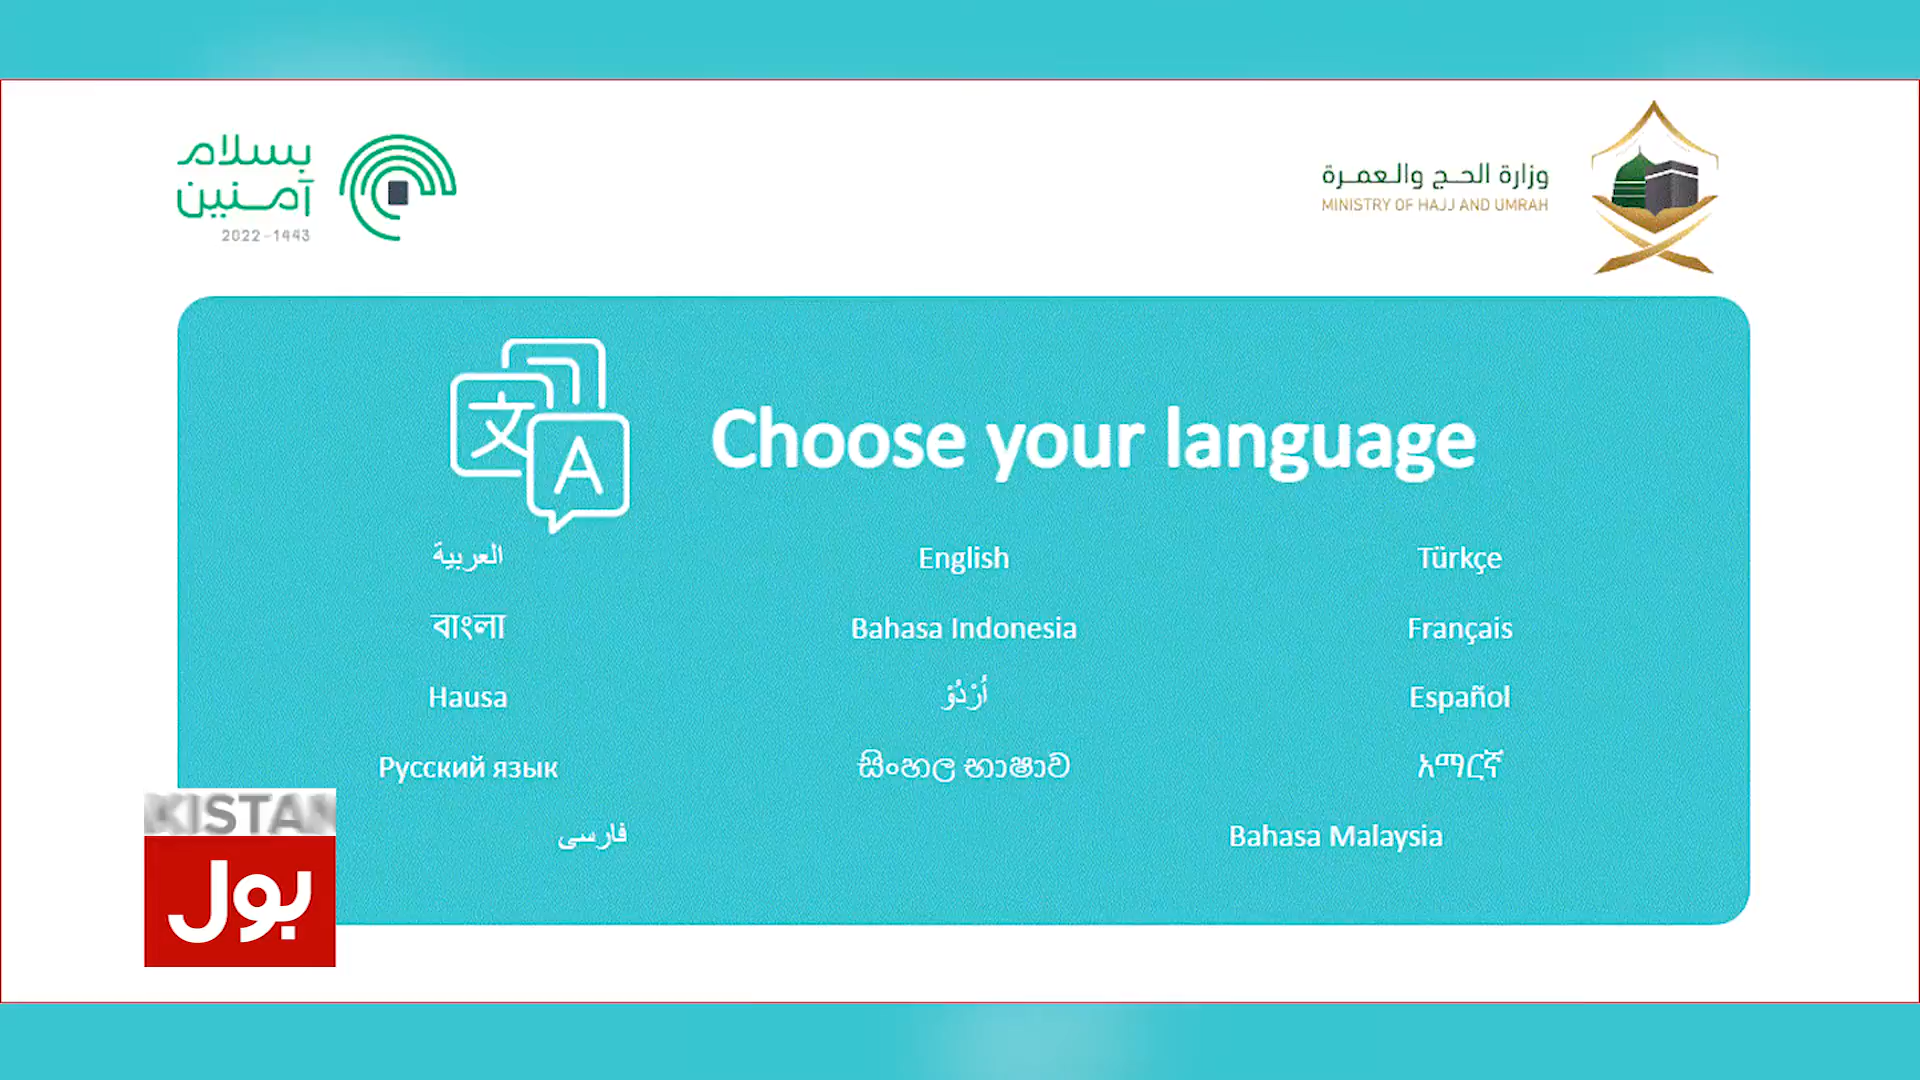 بسلام
آمنين
2022-1443
وزارة الحج والعمرة
MINISTRY OF HAJJ AND UMRAH
文
A
Choose your language
العربية English Türkçe
বাংলা Bahasa Indonesia Français
Hausa اُرْدُوْ Español
Русский язык සිංහල භාෂාව አማርኛ
فارسی Bahasa Malaysia
KISTAN
بول